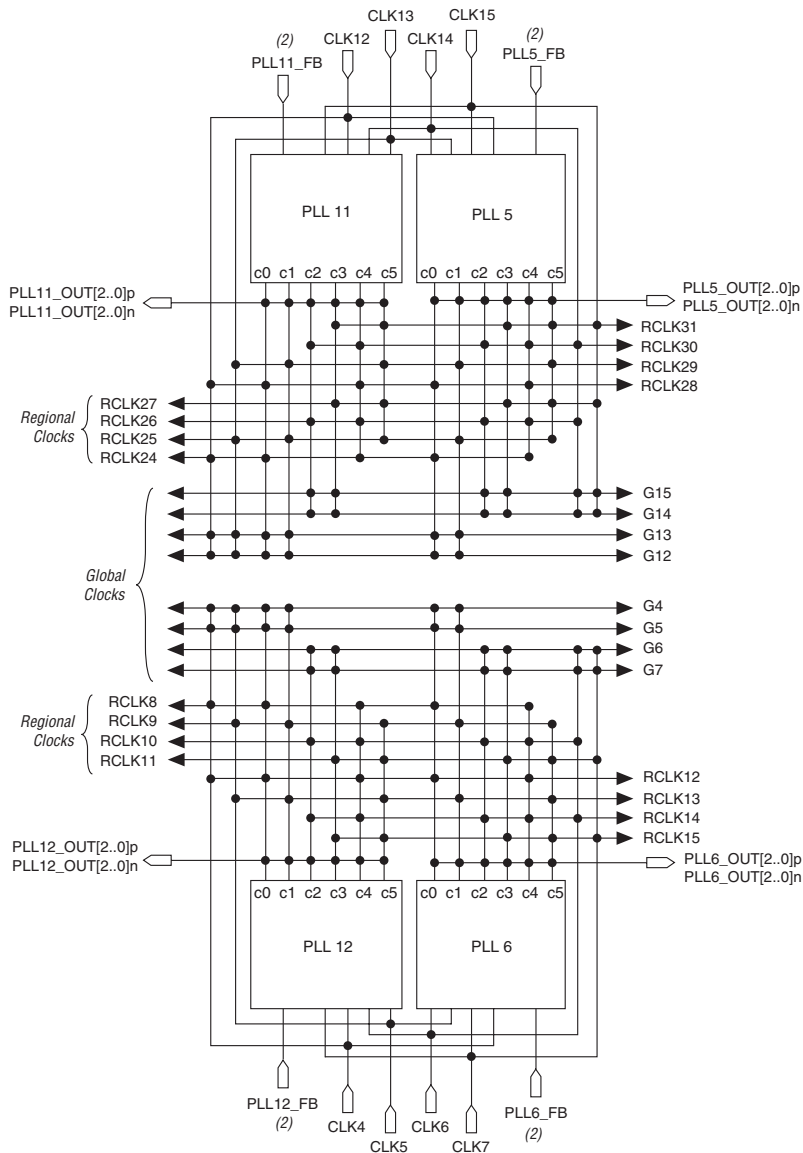 CLK13 CLK15
(2) CLK12 CLK14 (2)
PLL11_FB PLL5_FB
PLL 11 PLL 5
c0 c1 c2 c3 c4 c5 c0 c1 c2 c3 c4 c5
PLL11_OUT[2..0]p
PLL11_OUT[2..0]n
PLL5_OUT[2..0]p
PLL5_OUT[2..0]n
RCLK31
RCLK30
RCLK29
RCLK28
Regional
Clocks
RCLK27
RCLK26
RCLK25
RCLK24
G15
G14
G13
G12
Global
Clocks
G4
G5
G6
G7
Regional
Clocks
RCLK8
RCLK9
RCLK10
RCLK11
RCLK12
RCLK13
RCLK14
RCLK15
PLL12_OUT[2..0]p
PLL12_OUT[2..0]n
PLL6_OUT[2..0]p
PLL6_OUT[2..0]n
c0 c1 c2 c3 c4 c5 c0 c1 c2 c3 c4 c5
PLL 12 PLL 6
PLL12_FB PLL6_FB
(2) CLK4 CLK6 (2)
CLK5 CLK7